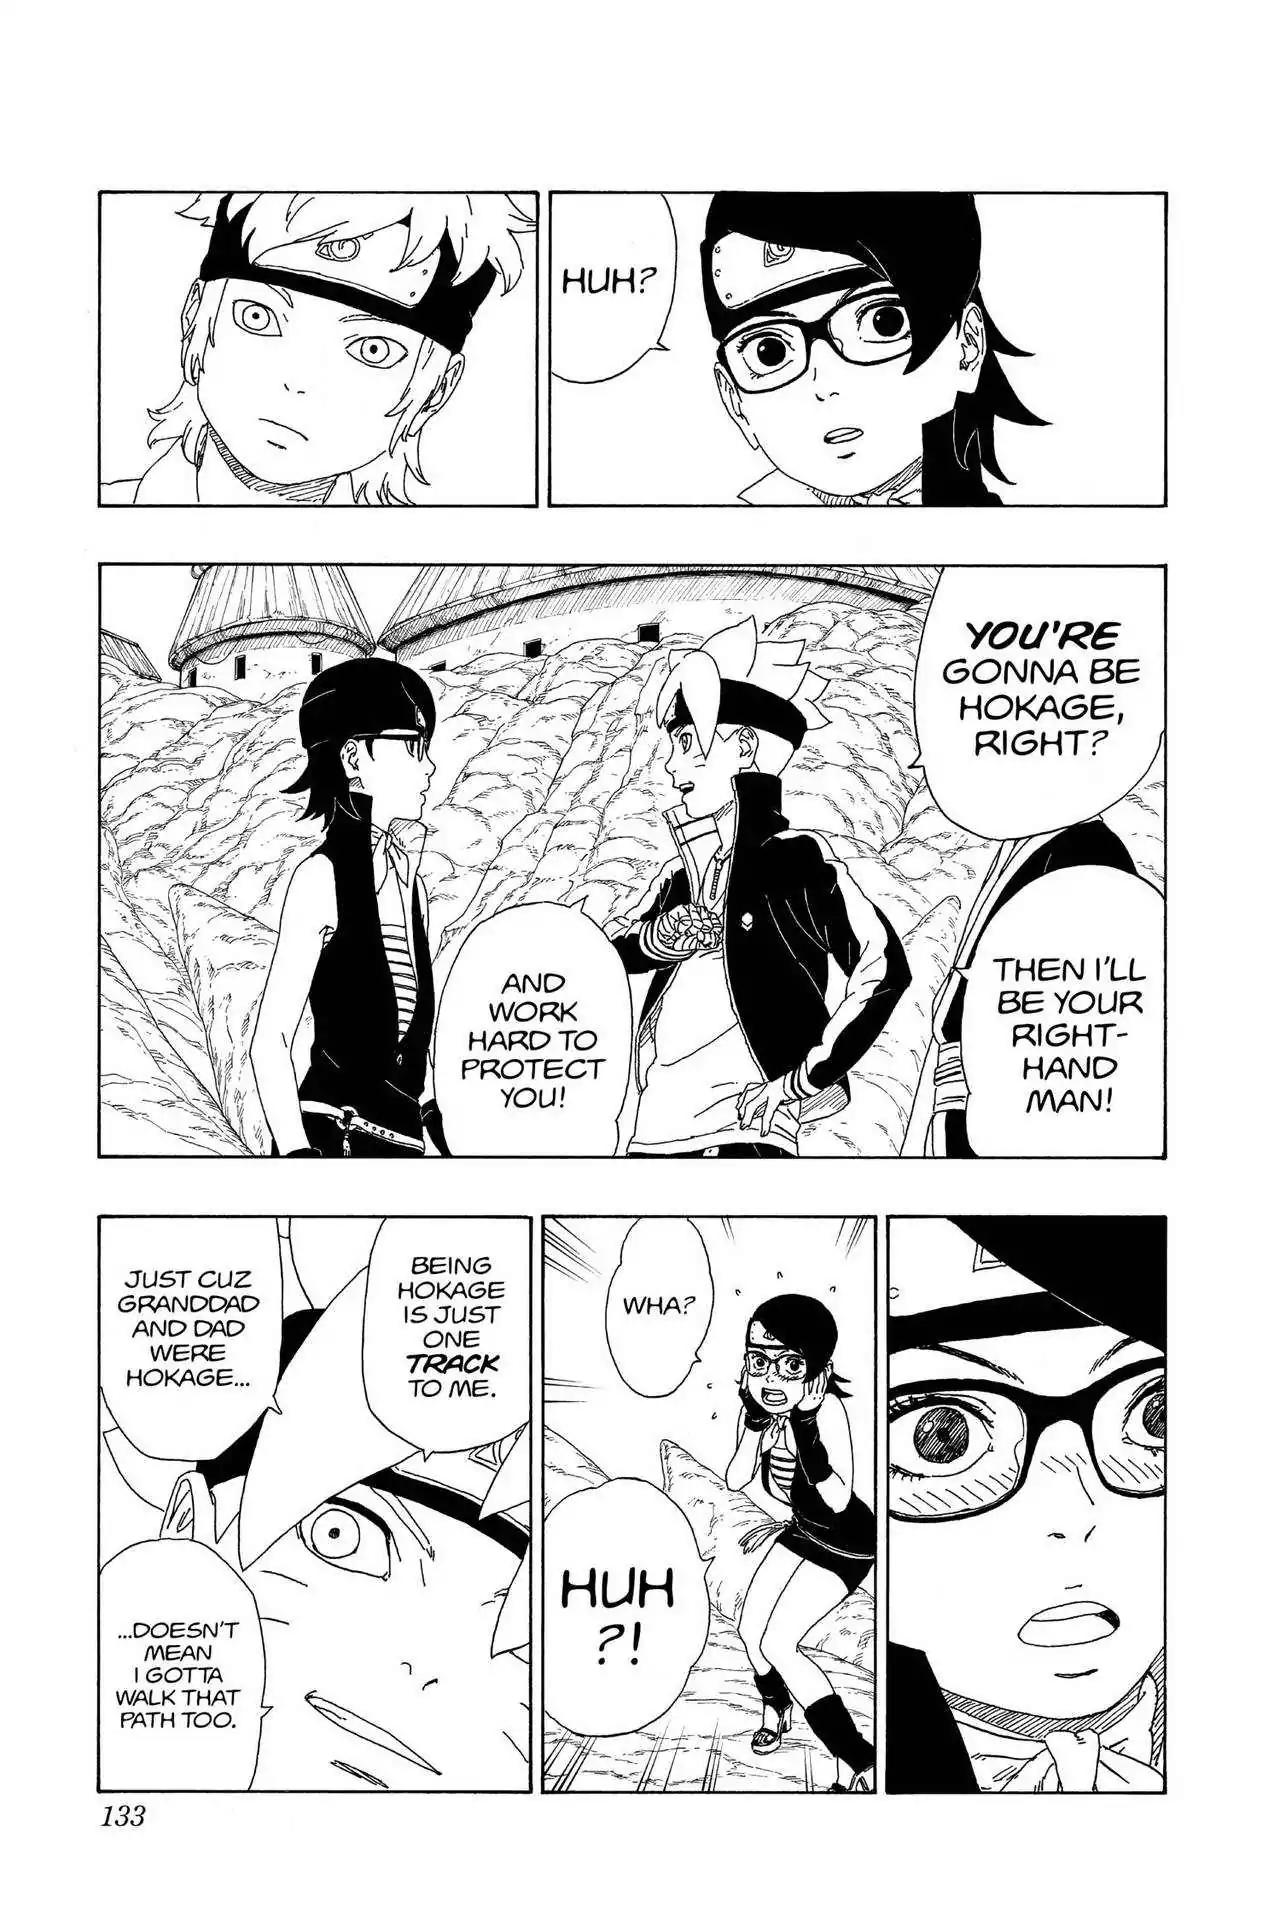 HUH?
YOU'RE
GONNA BE
HOKAGE,
RIGHT?
THEN I'LL
BE YOUR
RIGHT-
HAND
MAN!
AND
WORK
HARD TO
PROTECT
YOU!
WHA?
HUH
?!
BEING
HOKAGE
IS JUST
ONE
TRACK
TO ME.
JUST CUZ
GRANDDAD
AND DAD
WERE
HOKAGE...
...DOESN'T
MEAN
I GOTTA
WALK THAT
PATH TOO.
133